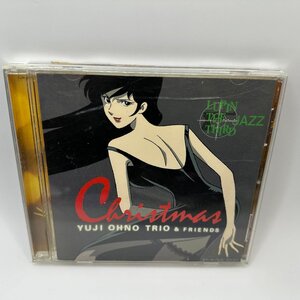 LUPIN
THE
THIRD
JAZZ
Christmas
YUJI OHNO TRIO & FRIENDS